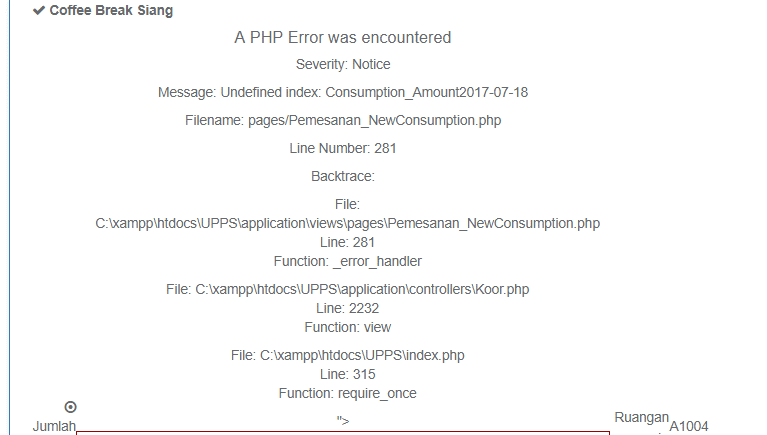 Coffee Break Siang
A PHP Error was encountered
Severity: Notice
Message: Undefined index: Consumption_Amount2017-07-18
Filename: pages/Pemesanan_NewConsumption.php
Line Number: 281
Backtrace:
File:
C:\xampp\htdocs\UPPS\application\views\pages\Pemesanan_NewConsumption.php
Line: 281
Function: _error_handler
File: C:\xampp\htdocs\UPPS\application\controllers\Koor.php
Line: 2232
Function: view
File: C:\xampp\htdocs\UPPS\index.php
Line: 315
Function: require_once
Jumlah "> Ruangan A1004